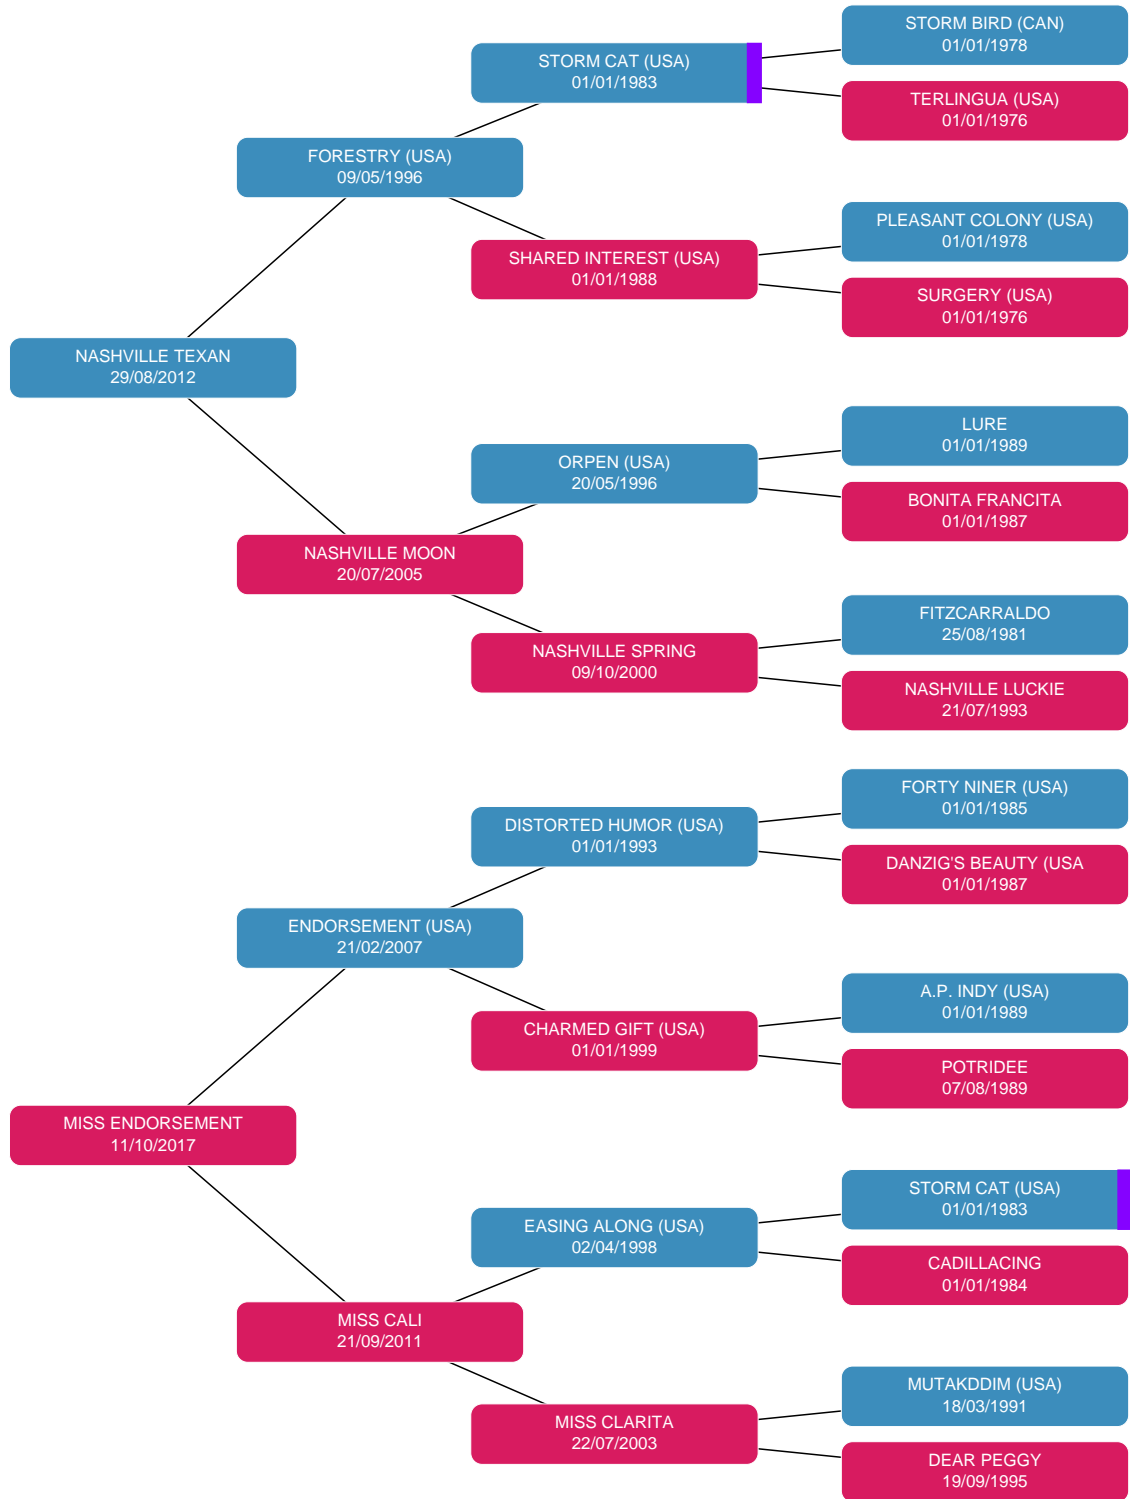 STORM BIRD (CAN)
01/01/1978
STORM CAT (USA)
01/01/1983
TERLINGUA (USA)
01/01/1976
FORESTRY (USA)
09/05/1996
PLEASANT COLONY (USA)
01/01/1978
SHARED INTEREST (USA)
01/01/1988
SURGERY (USA)
01/01/1976
NASHVILLE TEXAN
29/08/2012
LURE
01/01/1989
ORPEN (USA)
20/05/1996
BONITA FRANCITA
01/01/1987
NASHVILLE MOON
20/07/2005
FITZCARRALDO
25/08/1981
NASHVILLE SPRING
09/10/2000
NASHVILLE LUCKIE
21/07/1993
FORTY NINER (USA)
01/01/1985
DISTORTED HUMOR (USA)
01/01/1993
DANZIG'S BEAUTY (USA
01/01/1987
ENDORSEMENT (USA)
21/02/2007
A.P. INDY (USA)
01/01/1989
CHARMED GIFT (USA)
01/01/1999
POTRIDEE
07/08/1989
MISS ENDORSEMENT
11/10/2017
STORM CAT (USA)
01/01/1983
EASING ALONG (USA)
02/04/1998
CADILLACING
01/01/1984
MISS CALI
21/09/2011
MUTAKDDIM (USA)
18/03/1991
MISS CLARITA
22/07/2003
DEAR PEGGY
19/09/1995